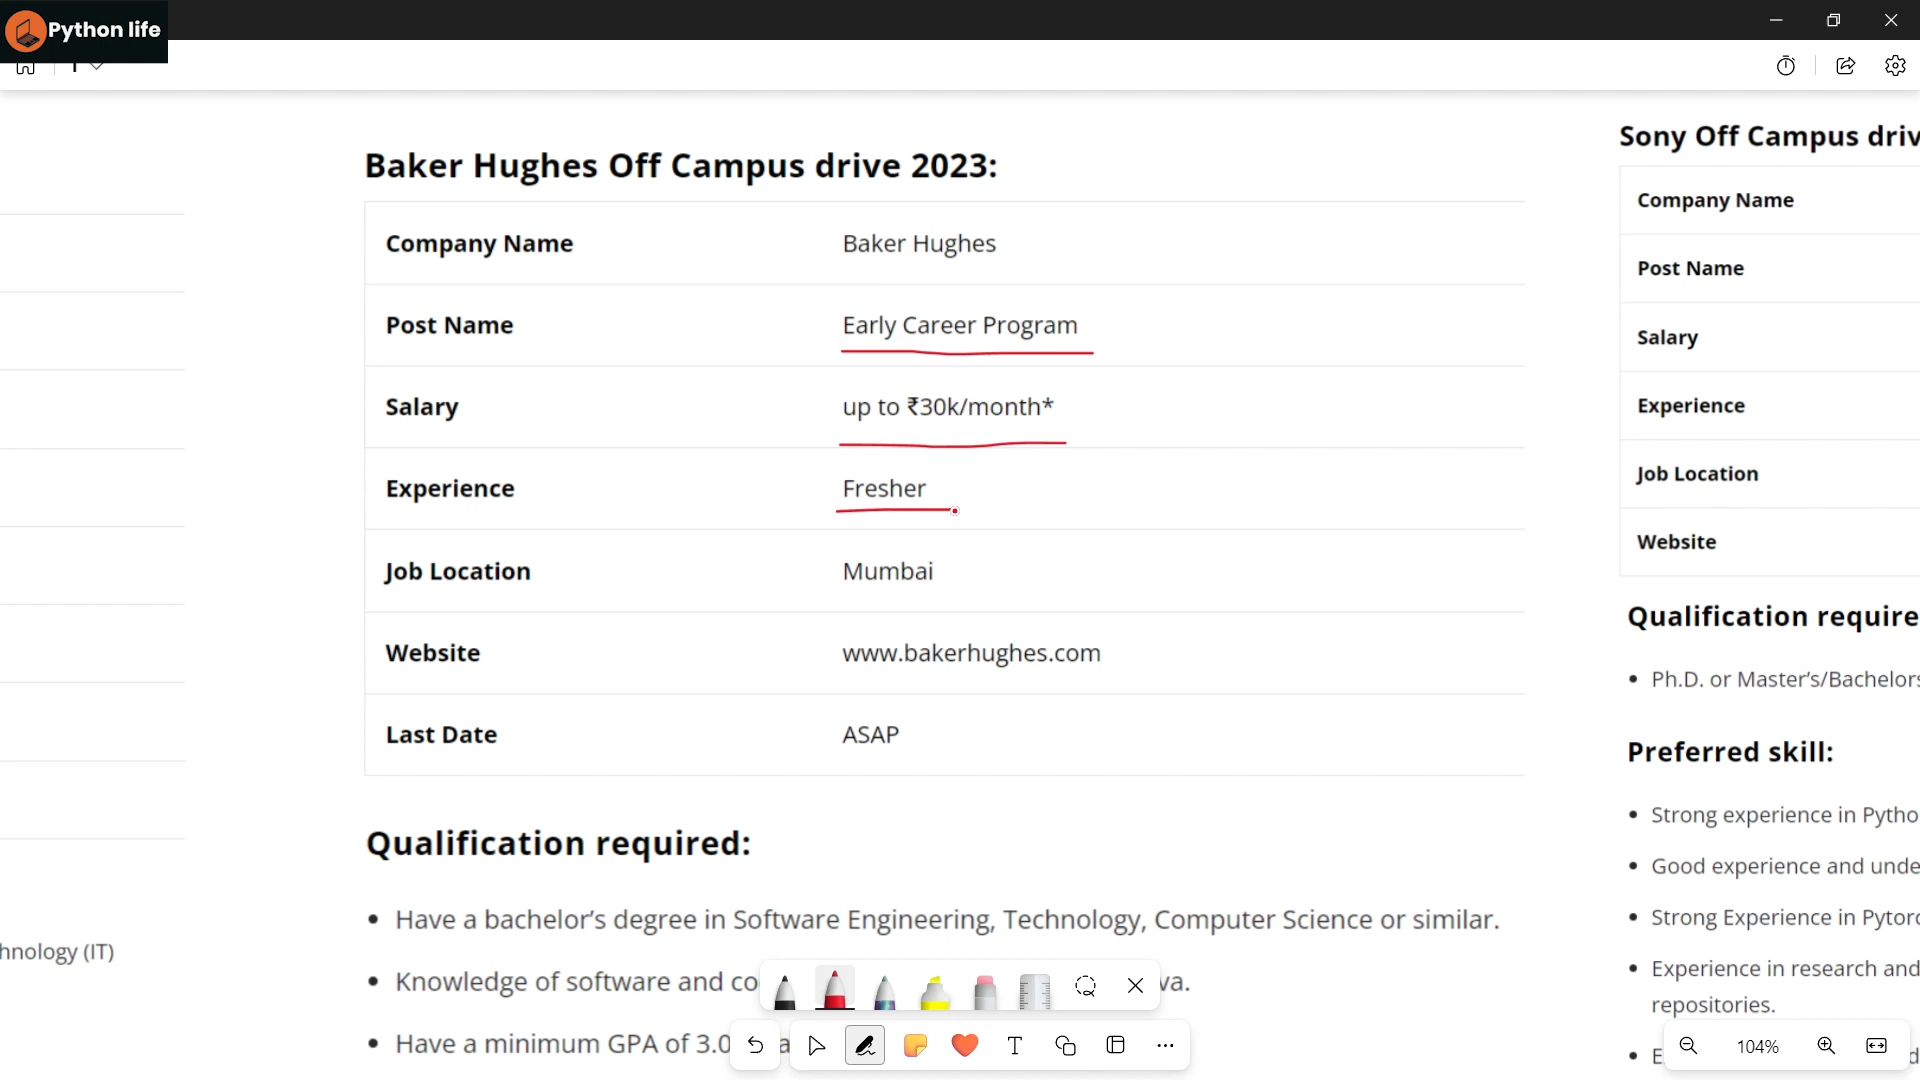 Python life
Baker Hughes Off Campus drive 2023:
Company Name Baker Hughes
Post Name Early Career Program
Salary up to ₹30k/month*
Experience Fresher
Job Location Mumbai
Website www.bakerhughes.com
Last Date ASAP
Qualification required:
• Have a bachelor’s degree in Software Engineering, Technology, Computer Science or similar.
• Knowledge of software and co va.
• Have a minimum GPA of 3.0
hnology (IT)
Sony Off Campus driv
Company Name
Post Name
Salary
Experience
Job Location
Website
Qualification require
• Ph.D. or Master’s/Bachelors
Preferred skill:
• Strong experience in Pytho
• Good experience and unde
• Strong Experience in Pytorc
• Experience in research and
repositories.
• E
104%